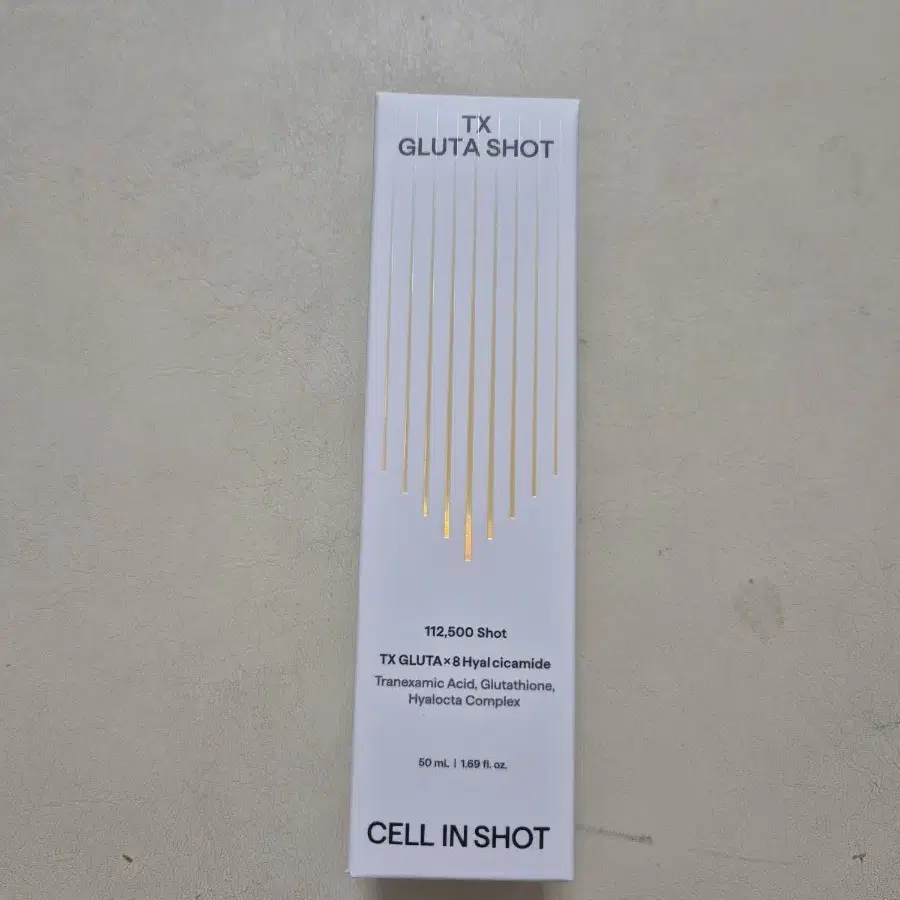 TX
GLUTA SHOT
112,500 Shot
TX GLUTA×8 Hyal cicamide
Tranexamic Acid, Glutathione,
Hyalocta Complex
50 mL | 1.69 fl. oz.
CELL IN SHOT